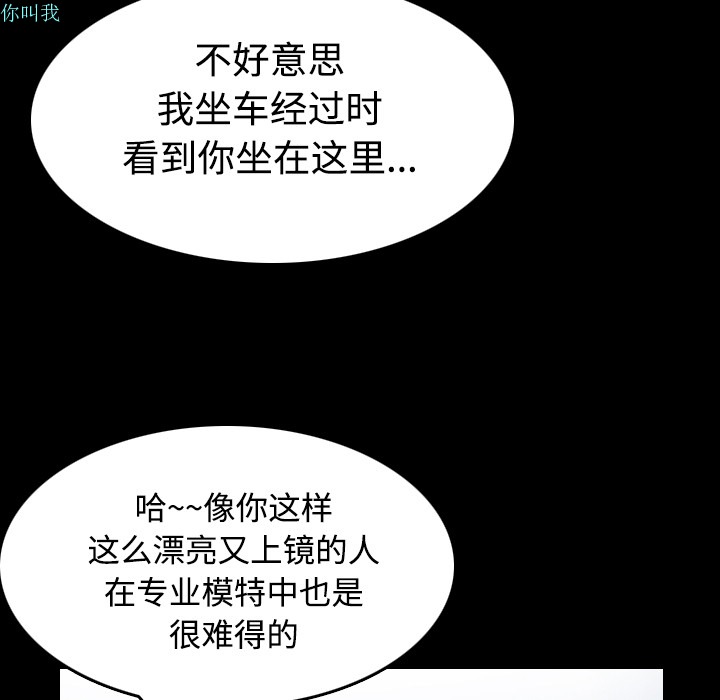 你叫我
不好意思
我坐车经过时
看到你坐在这里...
哈~~像你这样
这么漂亮又上镜的人
在专业模特中也是
很难得的